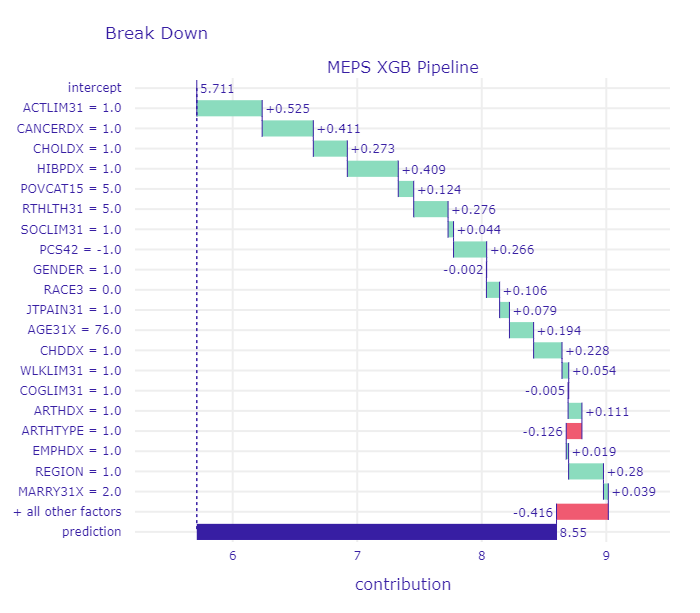 Break Down
MEPS XGB Pipeline
intercept 5.711
ACTLIM31 = 1.0 +0.525
CANCERDX = 1.0 +0.411
CHOLDX = 1.0 +0.273
HIBPDX = 1.0 +0.409
POVCAT15 = 5.0 +0.124
RTHLTH31 = 5.0 +0.276
SOCLIM31 = 1.0 +0.044
PCS42 = -1.0 +0.266
GENDER = 1.0 -0.002
RACE3 = 0.0 +0.106
JTPAIN31 = 1.0 +0.079
AGE31X = 76.0 +0.194
CHDDX = 1.0 +0.228
WLKLIM31 = 1.0 +0.054
COGLIM31 = 1.0 -0.005
ARTHDX = 1.0 +0.111
ARTHTYPE = 1.0 -0.126
EMPHDX = 1.0 +0.019
REGION = 1.0 +0.28
MARRY31X = 2.0 +0.039
+ all other factors -0.416
prediction 8.55
6 7 8 9
contribution